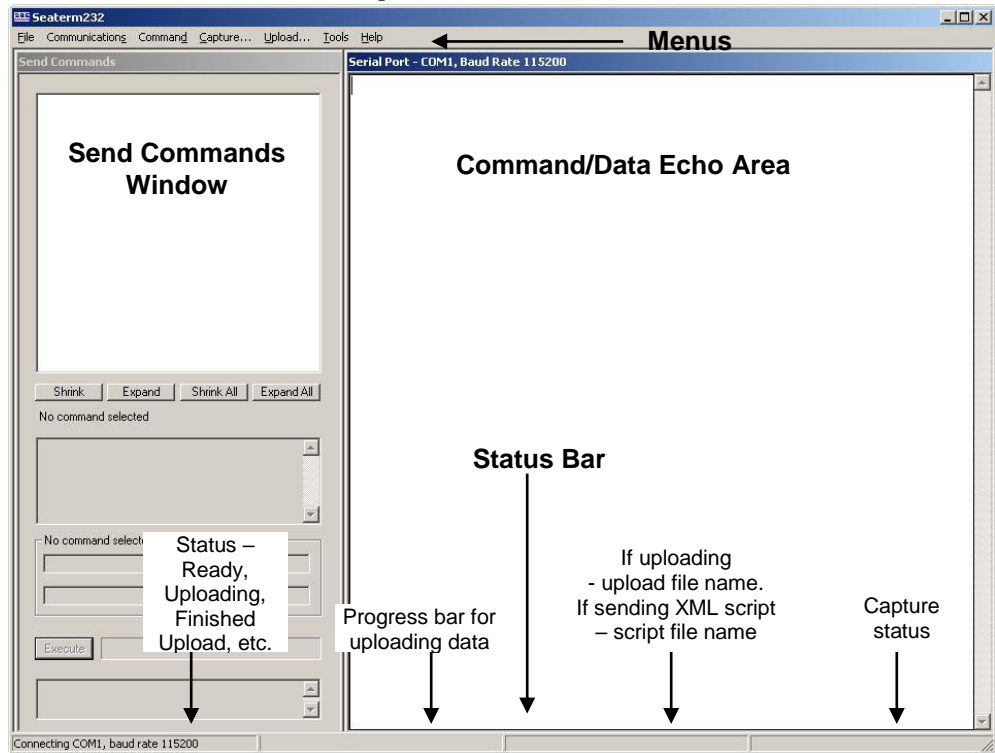 Seaterm232
File Communications Command Capture... Upload... Tools Help
Menus
Send Commands
Serial Port - COM1, Baud Rate 115200
Send Commands
Window
Command/Data Echo Area
Shrink Expand Shrink All Expand All
No command selected
Status Bar
No command selecte
Status –
Ready,
Uploading,
Finished
Upload, etc.
Execute
Progress bar for
uploading data
If uploading
- upload file name.
If sending XML script
– script file name
Capture
status
Connecting COM1, baud rate 115200